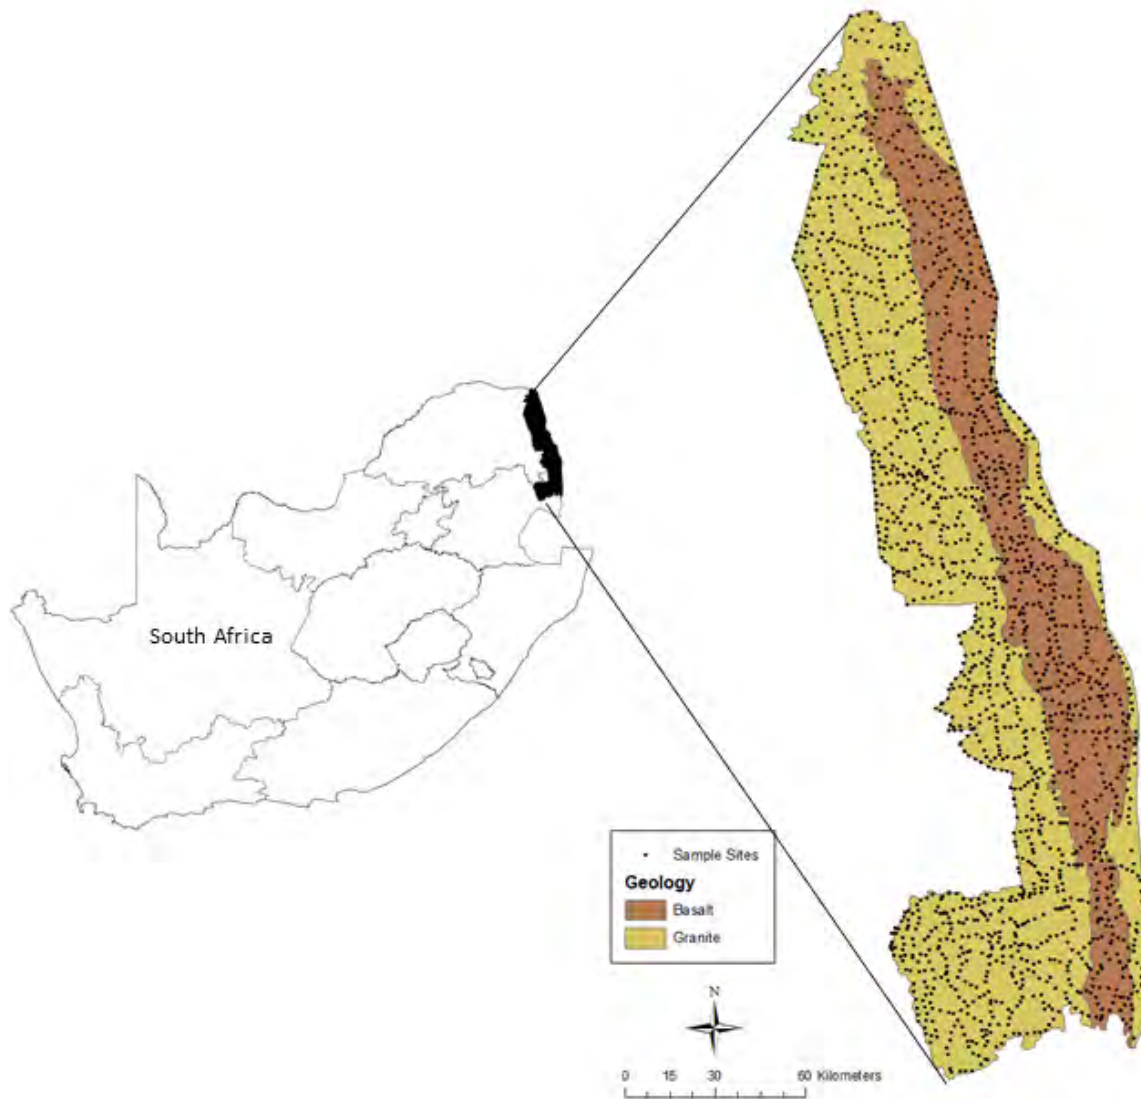 South Africa
Sample Sites
Geology
Basalt
Granite
N
0 15 30 60 Kilometers